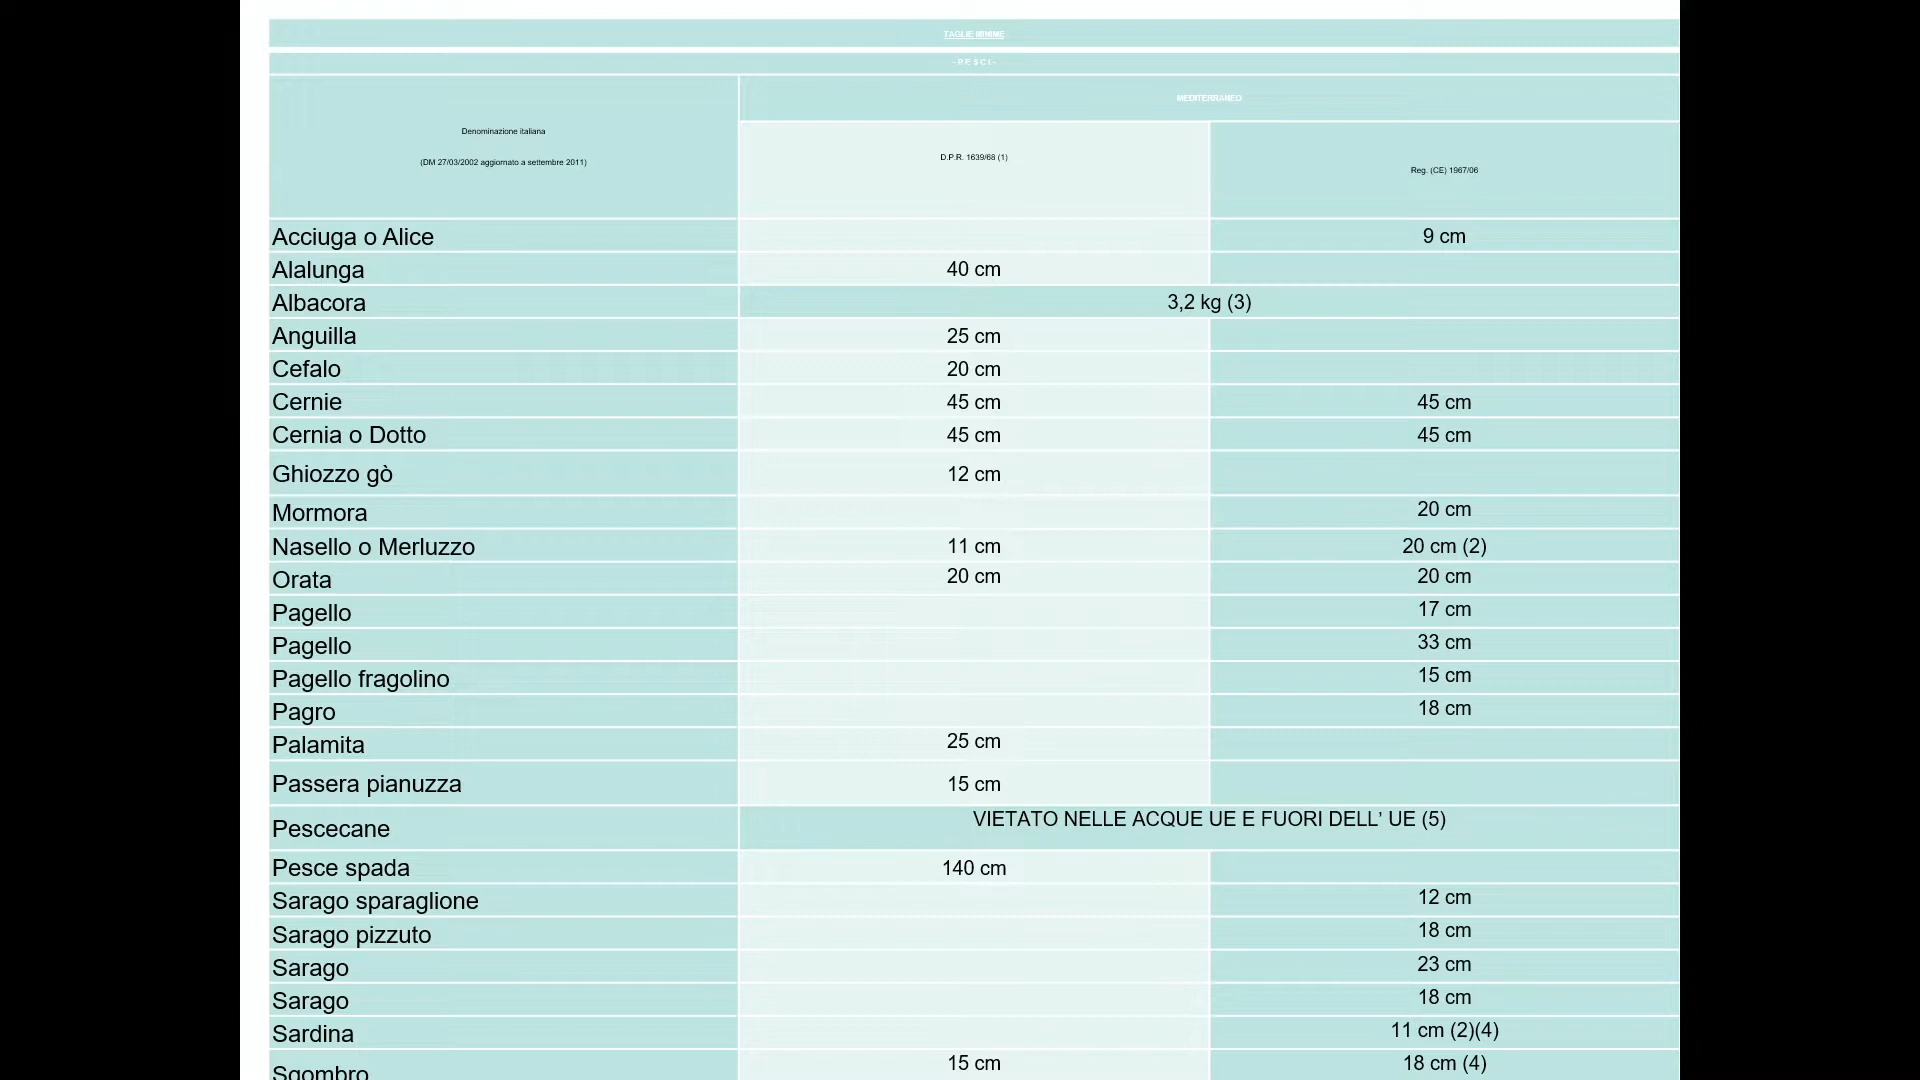 TAGLIE MINIME
- P E S C I -
MEDITERRANEO
Denominazione italiana
(DM 27/03/2002 aggiornato a settembre 2011)
D.P.R. 1639/68 (1)
Reg. (CE) 1967/06
Acciuga o Alice 9 cm
Alalunga 40 cm
Albacora 3,2 kg (3)
Anguilla 25 cm
Cefalo 20 cm
Cernie 45 cm 45 cm
Cernia o Dotto 45 cm 45 cm
Ghiozzo gò 12 cm
Mormora 20 cm
Nasello o Merluzzo 11 cm 20 cm (2)
Orata 20 cm 20 cm
Pagello 17 cm
Pagello 33 cm
Pagello fragolino 15 cm
Pagro 18 cm
Palamita 25 cm
Passera pianuzza 15 cm
Pescecane VIETATO NELLE ACQUE UE E FUORI DELL’ UE (5)
Pesce spada 140 cm
Sarago sparaglione 12 cm
Sarago pizzuto 18 cm
Sarago 23 cm
Sarago 18 cm
Sardina 11 cm (2)(4)
Sgombro 15 cm 18 cm (4)